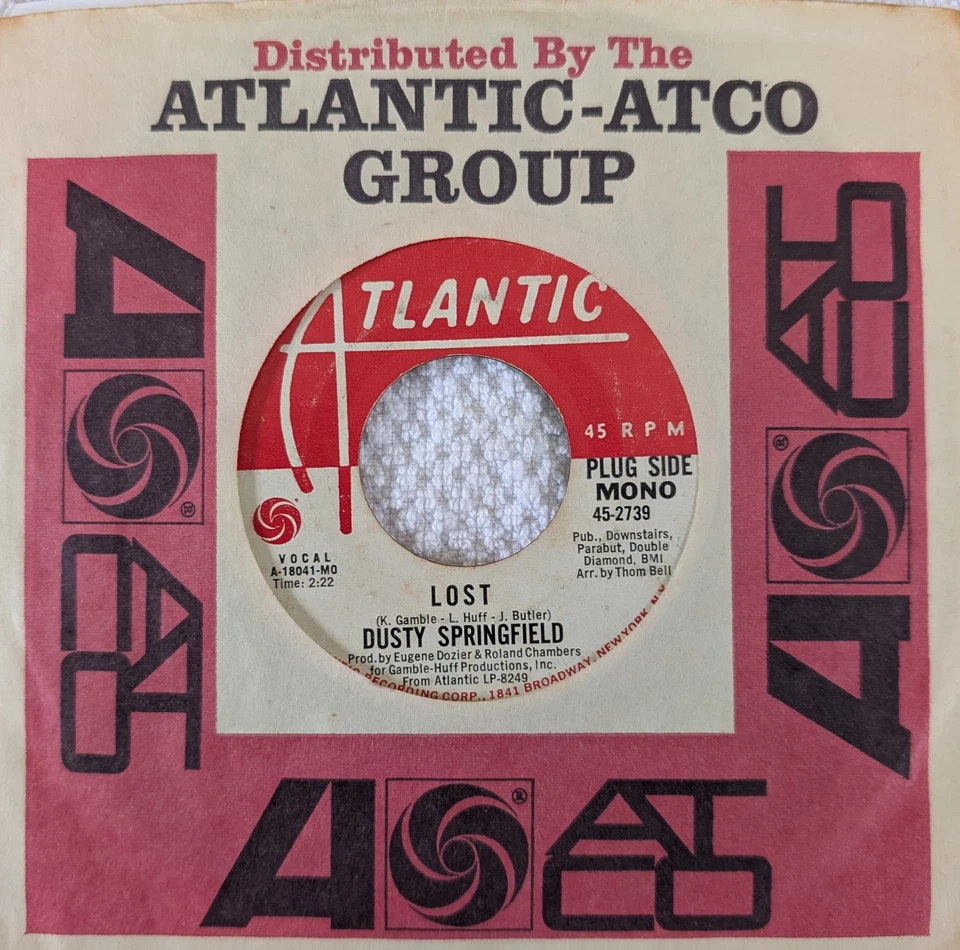 Distributed By The
ATLANTIC-ATCO
GROUP
ATLANTIC
45 RPM
PLUG SIDE
MONO
45-2739
Pub., Downstairs,
Parabut, Double
Diamond, BMI
Arr. by Thom Bell
VOCAL
A-18041-MO
Time: 2:22
LOST
(K. Gamble - L. Huff - J. Butler)
DUSTY SPRINGFIELD
Prod. by Eugene Dozier & Roland Chambers
for Gamble-Huff Productions, Inc.
From Atlantic LP-8249
RECORDING CORP., 1841 BROADWAY, NEW YORK, N.Y.
A
ATCO
A
ATCO
A
ATCO